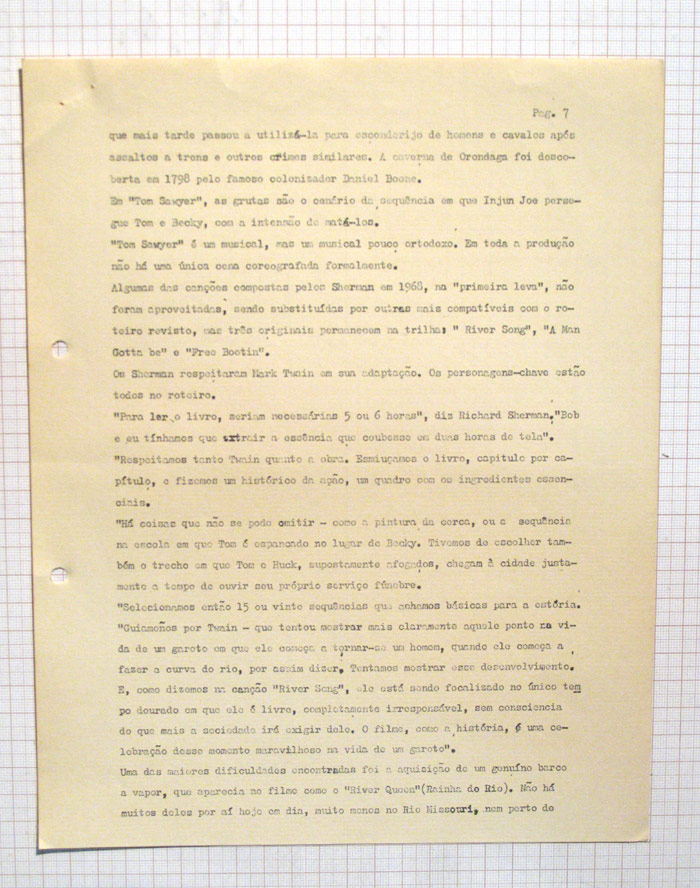 Pag. 7
que mais tarde passou a utilizá-la para esconderijo de homens e cavalos após
assaltos a trens e outros crimes similares. A caverna de Orondaga foi desco-
berta em 1798 pelo famoso colonizador Daniel Boone.
Em "Tom Sawyer", as grutas são o cenário da sequência em que Injun Joe perse-
gue Tom e Becky, com a intensão de matá-los.
"Tom Sawyer" é um musical, mas um musical pouco ortodoxo. Em toda a produção
não há uma única cena coreografada formalmente.
Algumas das canções compostas pelos Sherman em 1968, na "primeira leva", não
foram aproveitadas, sendo substituídas por outras mais compatíveis com o ro-
teiro revisto, mas três originais permanecem na trilha: " River Song", "A Man
Gotta be" e "Free Bootin".
Os Sherman respeitaram Mark Twain em sua adaptação. Os personagens-chave estão
todos no roteiro.
"Para ler o livro, seriam necessárias 5 ou 6 horas", diz Richard Sherman."Bob
e eu tínhamos que extrair a essência que coubesse em duas horas de tela".
"Respeitamos tanto Twain quanto a obra. Esmiuçamos o livro, capitulo por ca-
pítulo, e fizemos um histórico da ação, um quadro com os ingredientes essen-
ciais.
"Há coisas que não se pode omitir - como a pintura da cerca, ou a sequência
na escola em que Tom é espancado no lugar de Becky. Tivemos de escolher tam-
bém o trecho em que Tom e Huck, supostamente afogados, chegam à cidade justa-
mente a tempo de ouvir seu próprio serviço fúnebre.
"Selecionamos então 15 ou vinte sequências que achamos básicas para a estória.
"Guiamonos por Twain - que tentou mostrar mais claramente aquele ponto na vi-
da de um garoto em que ele começa a tornar-se um homem, quando ele começa a
fazer a curva do rio, por assim dizer. Tentamos mostrar esse desenvolvimento.
E, como dizemos na canção "River Song", ele está sendo focalizado no único tem
po dourado em que ele é livre, completamente irresponsável, sem consciencia
do que mais a sociedade irá exigir dele. O filme, como a história, é uma ce-
lebração desse momento maravilhoso na vida de um garoto".
Uma das maiores dificuldades encontradas foi a aquisição de um genuíno barco
a vapor, que aparecia no filme como o "River Queen"(Rainha do Rio). Não há
muitos deles por aí hoje em dia, muito menos no Rio Missouri, nem perto de